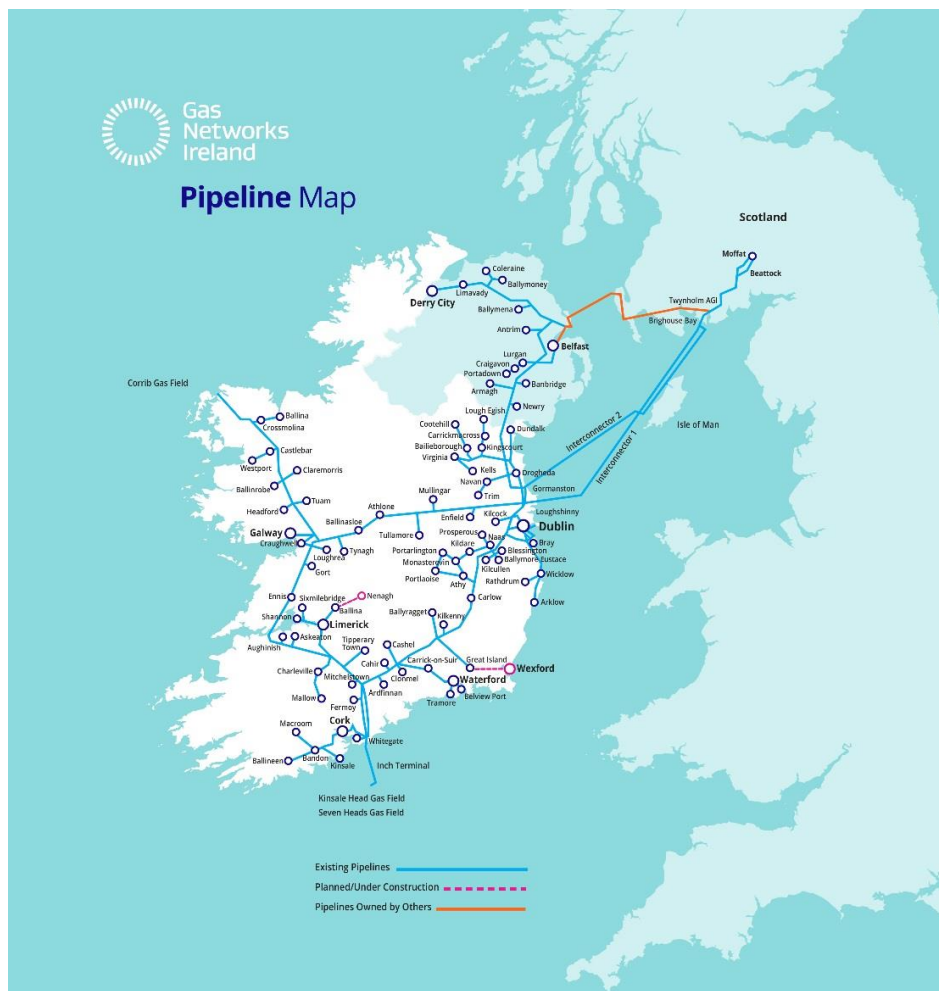 Gas
Networks
Ireland
Pipeline Map
Scotland
Moffat
Beattock
Coleraine
Ballymoney
Limavady
Derry City
Twynholm AGI
Ballymena
Brighouse Bay
Antrim
Belfast
Lurgan
Craigavon
Portadown
Armagh
Banbridge
Corrib Gas Field
Newry
Lough Egish
Ballina
Crossmolina
Cootehill
Dundalk
Isle of Man
Carrickmacross
Interconnector 2
Interconnector 1
Bailieborough
Kingscourt
Castlebar
Virginia
Westport
Claremorris
Kells
Drogheda
Navan
Ballinrobe
Gormanston
Mullingar
Trim
Tuam
Headford
Athlone
Loughshinny
Kilcock
Enfield
Ballinasloe
Dublin
Galway
Tullamore
Prosperous
Naas
Craughwell
Bray
Kildare
Portarlington
Blessington
Loughrea
Tynagh
Monasterevin
Ballymore Eustace
Kilcullen
Gort
Portlaoise
Athy
Wicklow
Rathdrum
Ennis
Sixmilebridge
Nenagh
Carlow
Arklow
Ballina
Ballyragget
Kilkenny
Shannon
Limerick
Askeaton
Tipperary
Town
Cashel
Aughinish
Cahir
Carrick-on-Suir
Great Island
Wexford
Charleville
Mitchelstown
Clonmel
Waterford
Ardfinnan
Belview Port
Mallow
Tramore
Fermoy
Cork
Macroom
Whitegate
Bandon
Ballineen
Kinsale
Inch Terminal
Kinsale Head Gas Field
Seven Heads Gas Field
Existing Pipelines
Planned/Under Construction
Pipelines Owned by Others